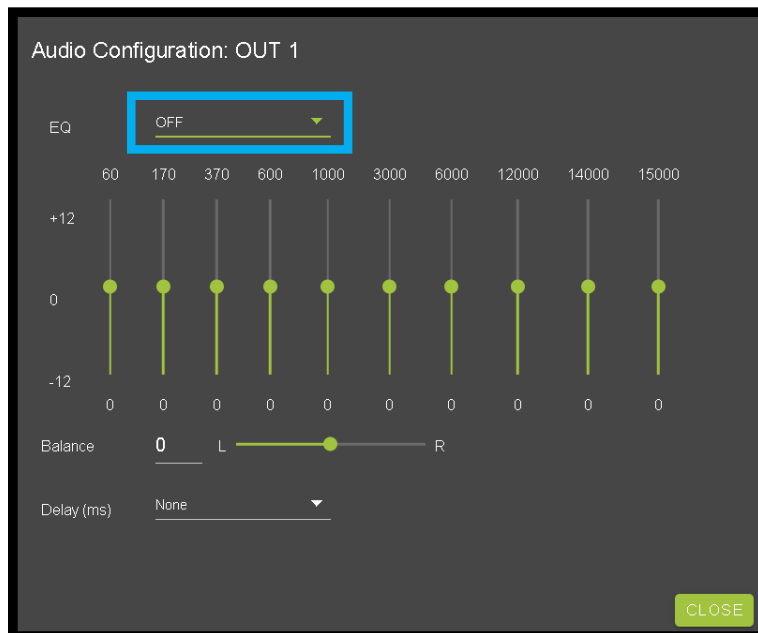 Audio Configuration: OUT 1
EQ OFF
60 170 370 600 1000 3000 6000 12000 14000 15000
+12
0
-12
0 0 0 0 0 0 0 0 0 0
Balance 0 L R
Delay (ms) None
CLOSE